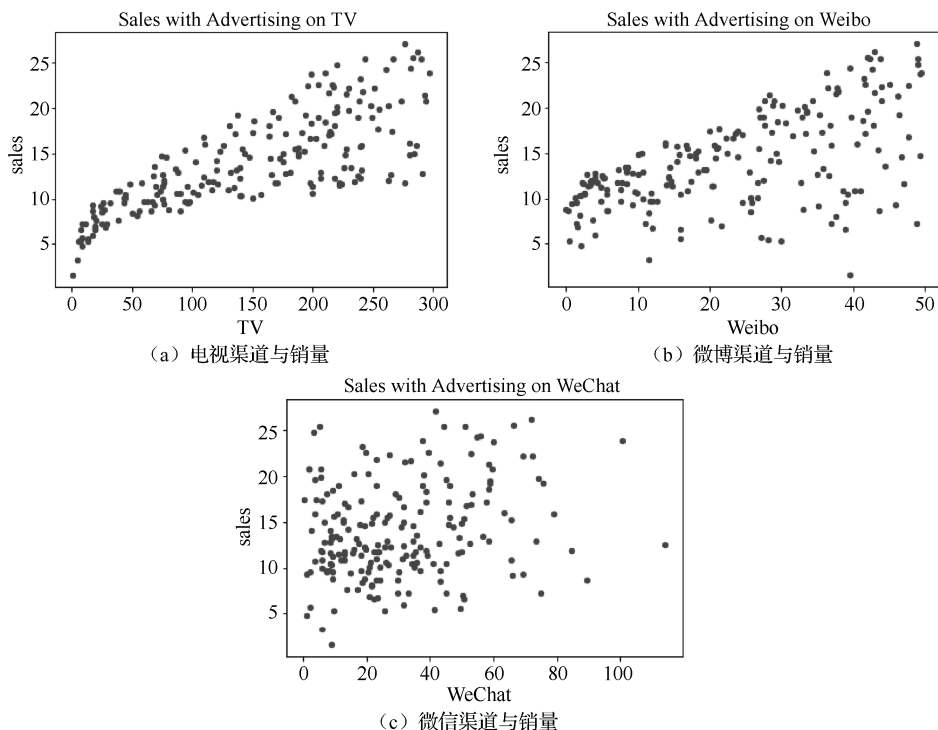 Sales with Advertising on TV
25
20
15
10
5
sales
0 50 100 150 200 250 300
TV
（a）电视渠道与销量
Sales with Advertising on Weibo
25
20
15
10
5
sales
0 10 20 30 40 50
Weibo
（b）微博渠道与销量
Sales with Advertising on WeChat
25
20
15
10
5
sales
0 20 40 60 80 100
WeChat
（c）微信渠道与销量